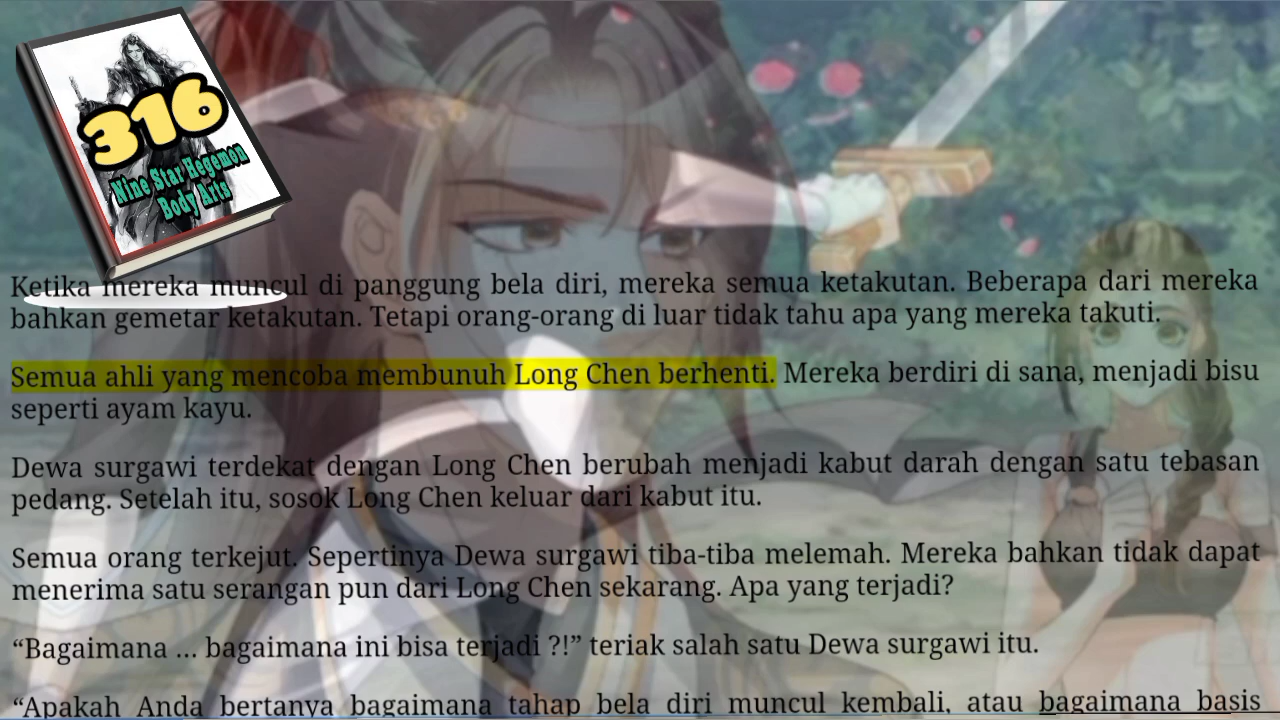 316
Nine Star Hegemon
Body Arts
Ketika mereka muncul di panggung bela diri, mereka semua ketakutan. Beberapa dari mereka
bahkan gemetar ketakutan. Tetapi orang-orang di luar tidak tahu apa yang mereka takuti.
Semua ahli yang mencoba membunuh Long Chen berhenti. Mereka berdiri di sana, menjadi bisu
seperti ayam kayu.
Dewa surgawi terdekat dengan Long Chen berubah menjadi kabut darah dengan satu tebasan
pedang. Setelah itu, sosok Long Chen keluar dari kabut itu.
Semua orang terkejut. Sepertinya Dewa surgawi tiba-tiba melemah. Mereka bahkan tidak dapat
menerima satu serangan pun dari Long Chen sekarang. Apa yang terjadi?
“Bagaimana ... bagaimana ini bisa terjadi ?!” teriak salah satu Dewa surgawi itu.
“Apakah Anda bertanya bagaimana tahap bela diri muncul kembali, atau bagaimana basis